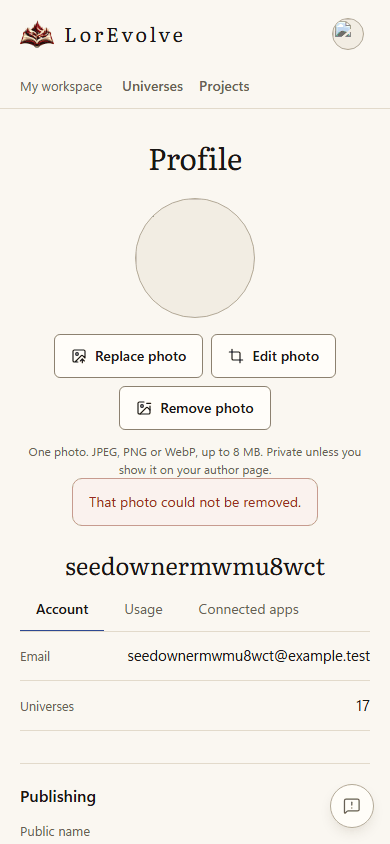 LorEvolve
My workspace Universes Projects
Profile
Replace photo Edit photo
Remove photo
One photo. JPEG, PNG or WebP, up to 8 MB. Private unless you
show it on your author page.
That photo could not be removed.
seedownermwmu8wct
Account Usage Connected apps
Email seedownermwmu8wct@example.test
Universes 17
Publishing
Public name